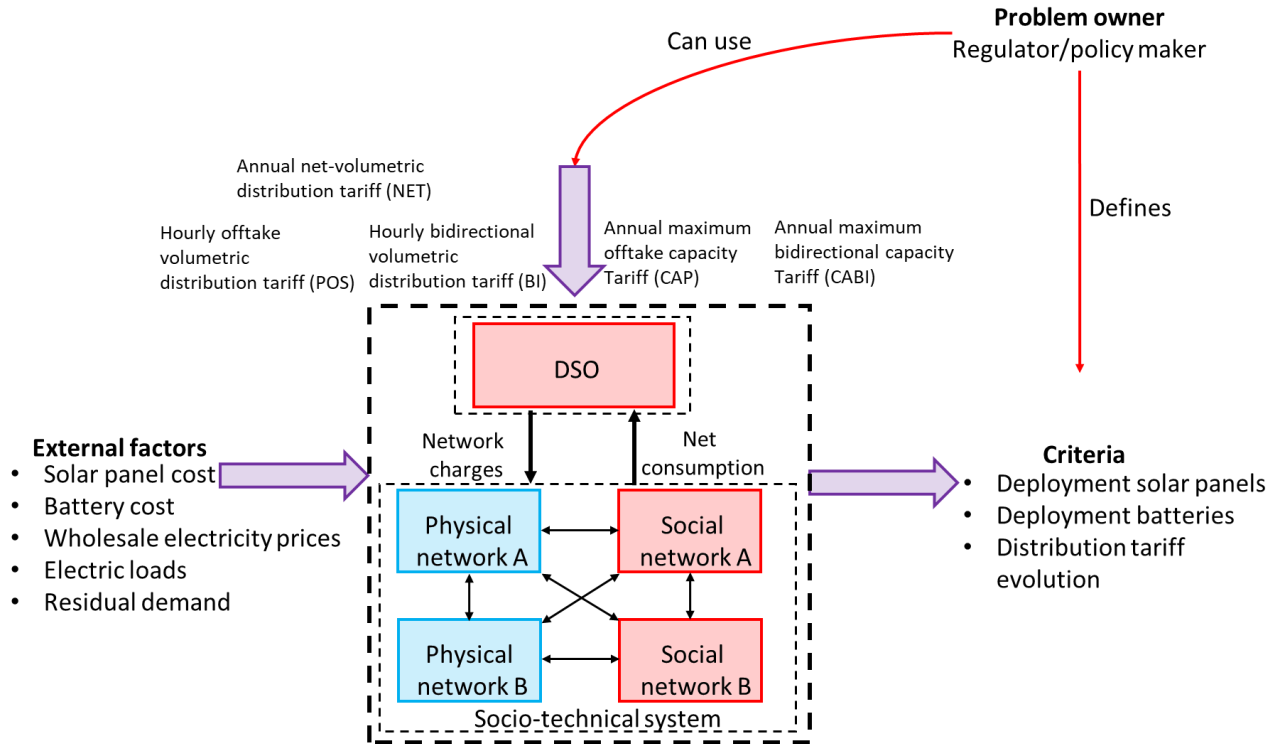 Problem owner
Regulator/policy maker
Can use
Defines
Annual net-volumetric
distribution tariff (NET)
Hourly offtake
volumetric
distribution tariff (POS)
Hourly bidirectional
volumetric
distribution tariff (BI)
Annual maximum
offtake capacity
Tariff (CAP)
Annual maximum
bidirectional capacity
Tariff (CABI)
DSO
Network
charges
Net
consumption
External factors
• Solar panel cost
• Battery cost
• Wholesale electricity prices
• Electric loads
• Residual demand
Physical
network A
Social
network A
Physical
network B
Social
network B
Socio-technical system
Criteria
• Deployment solar panels
• Deployment batteries
• Distribution tariff
evolution